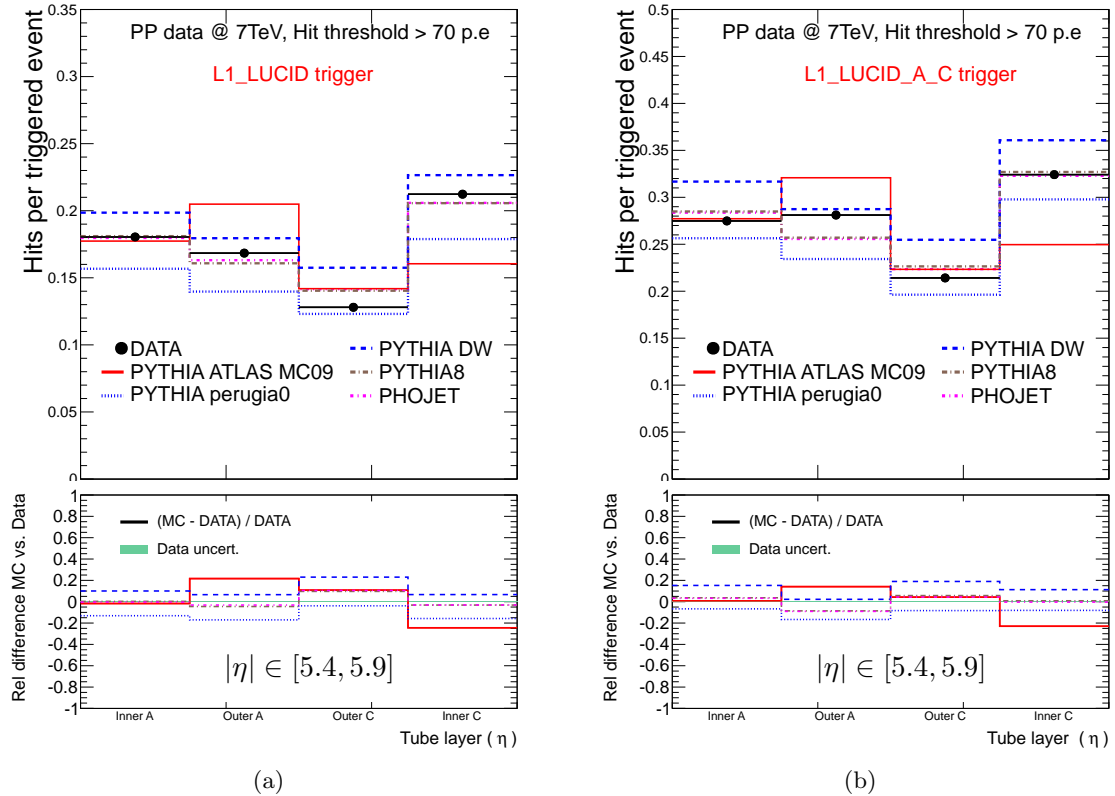 PP data @ 7TeV, Hit threshold > 70 p.e
L1_LUCID trigger
Hits per triggered event
0.35
0.3
0.25
0.2
0.15
0.1
0.05
0
DATA
PYTHIA ATLAS MC09
PYTHIA perugia0
PYTHIA DW
PYTHIA8
PHOJET
Rel difference MC vs. Data
1
0.8
0.6
0.4
0.2
0
-0.2
-0.4
-0.6
-0.8
-1
(MC - DATA) / DATA
Data uncert.
|η| ∈ [5.4, 5.9]
Inner A Outer A Outer C Inner C
Tube layer ( η )
(a)
PP data @ 7TeV, Hit threshold > 70 p.e
L1_LUCID_A_C trigger
Hits per triggered event
0.5
0.45
0.4
0.35
0.3
0.25
0.2
0.15
0.1
0.05
0
DATA
PYTHIA ATLAS MC09
PYTHIA perugia0
PYTHIA DW
PYTHIA8
PHOJET
Rel difference MC vs. Data
1
0.8
0.6
0.4
0.2
0
-0.2
-0.4
-0.6
-0.8
-1
(MC - DATA) / DATA
Data uncert.
|η| ∈ [5.4, 5.9]
Inner A Outer A Outer C Inner C
Tube layer ( η )
(b)